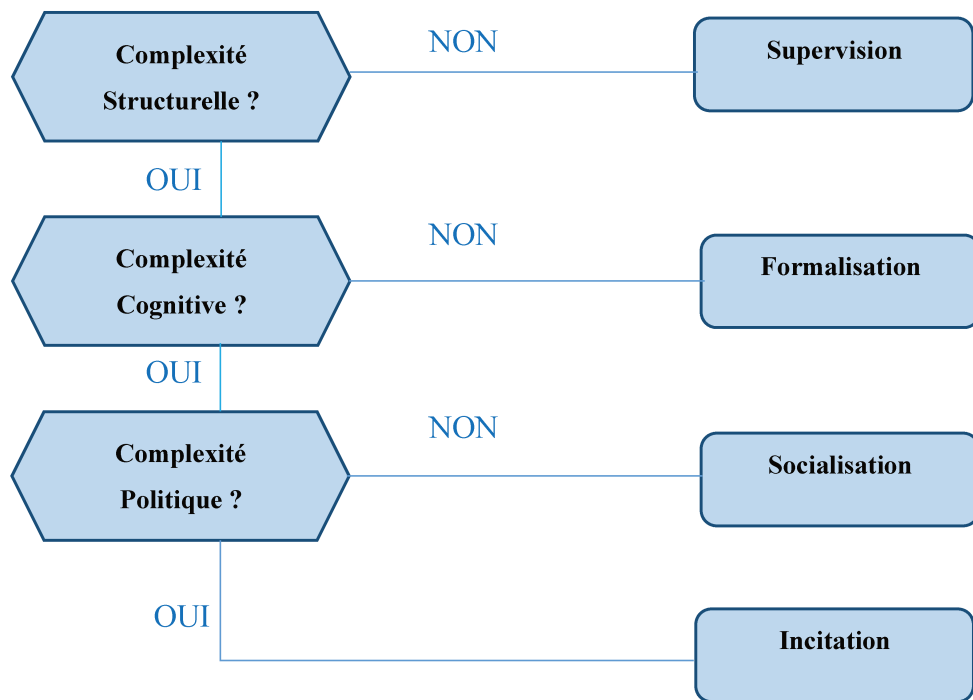 Complexité
Structurelle ?
NON
Supervision
OUI
Complexité
Cognitive ?
NON
Formalisation
OUI
Complexité
Politique ?
NON
Socialisation
OUI
Incitation